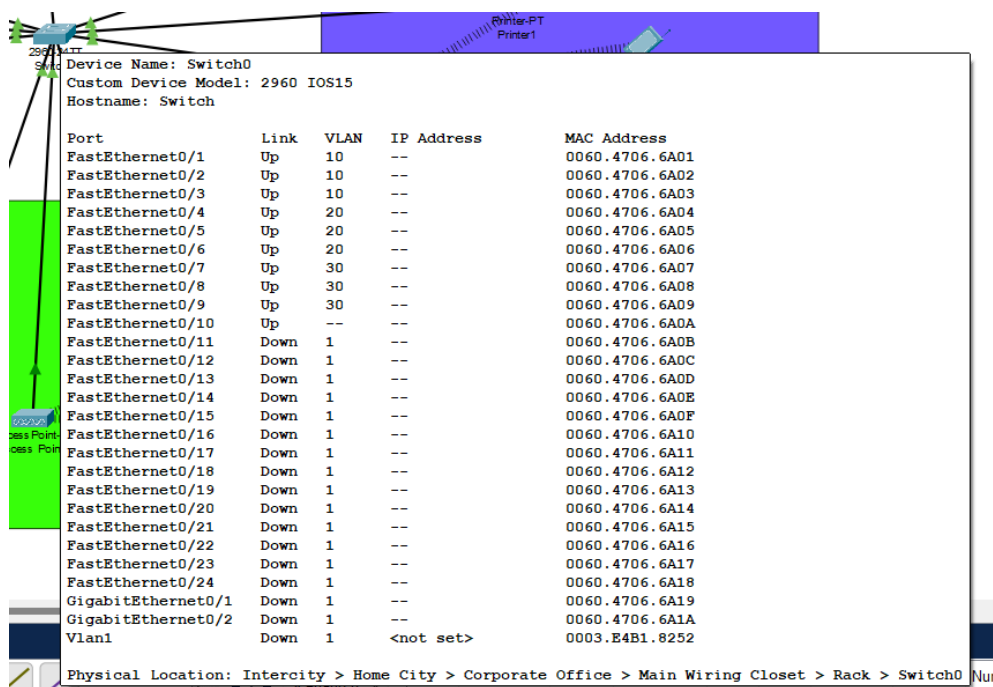 Printer-PT
Printer1
Device Name: Switch0
Custom Device Model: 2960 IOS15
Hostname: Switch
Port Link VLAN IP Address MAC Address
FastEthernet0/1 Up 10 -- 0060.4706.6A01
FastEthernet0/2 Up 10 -- 0060.4706.6A02
FastEthernet0/3 Up 10 -- 0060.4706.6A03
FastEthernet0/4 Up 20 -- 0060.4706.6A04
FastEthernet0/5 Up 20 -- 0060.4706.6A05
FastEthernet0/6 Up 20 -- 0060.4706.6A06
FastEthernet0/7 Up 30 -- 0060.4706.6A07
FastEthernet0/8 Up 30 -- 0060.4706.6A08
FastEthernet0/9 Up 30 -- 0060.4706.6A09
FastEthernet0/10 Up -- -- 0060.4706.6A0A
FastEthernet0/11 Down 1 -- 0060.4706.6A0B
FastEthernet0/12 Down 1 -- 0060.4706.6A0C
FastEthernet0/13 Down 1 -- 0060.4706.6A0D
FastEthernet0/14 Down 1 -- 0060.4706.6A0E
FastEthernet0/15 Down 1 -- 0060.4706.6A0F
FastEthernet0/16 Down 1 -- 0060.4706.6A10
FastEthernet0/17 Down 1 -- 0060.4706.6A11
FastEthernet0/18 Down 1 -- 0060.4706.6A12
FastEthernet0/19 Down 1 -- 0060.4706.6A13
FastEthernet0/20 Down 1 -- 0060.4706.6A14
FastEthernet0/21 Down 1 -- 0060.4706.6A15
FastEthernet0/22 Down 1 -- 0060.4706.6A16
FastEthernet0/23 Down 1 -- 0060.4706.6A17
FastEthernet0/24 Down 1 -- 0060.4706.6A18
GigabitEthernet0/1 Down 1 -- 0060.4706.6A19
GigabitEthernet0/2 Down 1 -- 0060.4706.6A1A
Vlan1 Down 1 <not set> 0003.E4B1.8252
Physical Location: Intercity > Home City > Corporate Office > Main Wiring Closet > Rack > Switch0